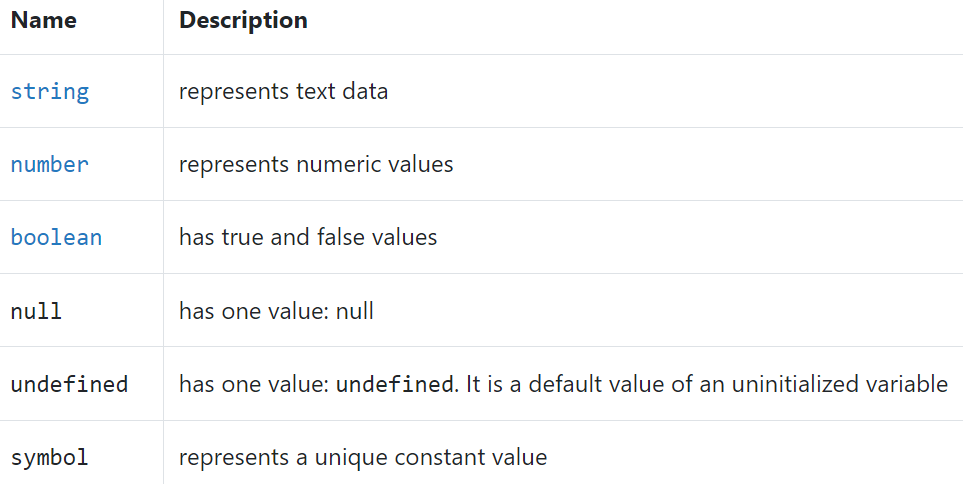 Name Description
string represents text data
number represents numeric values
boolean has true and false values
null has one value: null
undefined has one value: undefined. It is a default value of an uninitialized variable
symbol represents a unique constant value